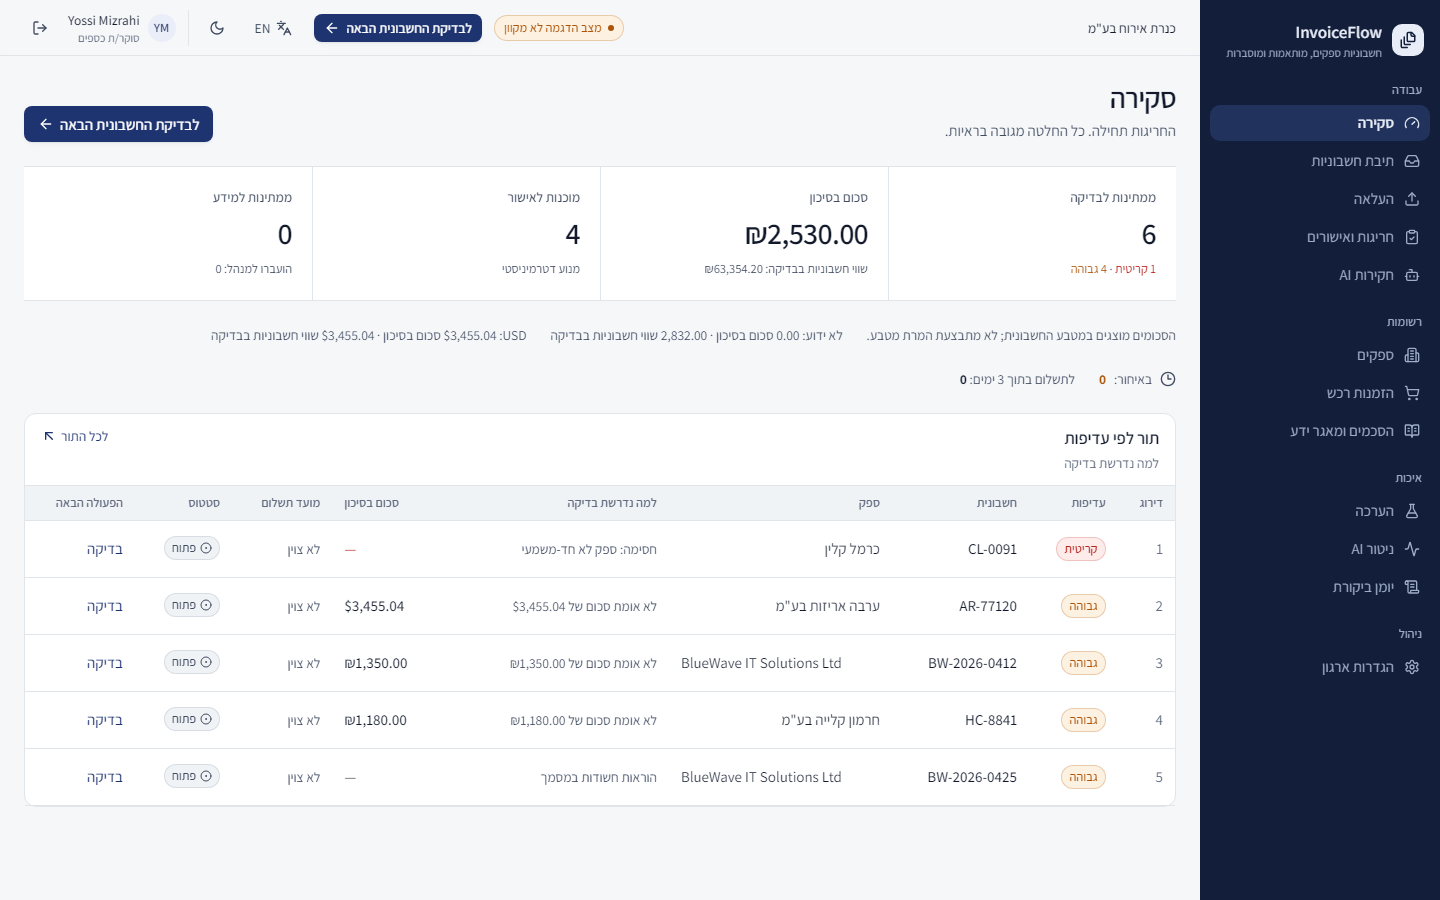 InvoiceFlow
חשבוניות ספקים, מותאמות ומוסברות
עבודה
סקירה
תיבת חשבוניות
העלאה
חריגות ואישורים
חקירות AI
רשומות
ספקים
הזמנות רכש
הסכמים ומאגר ידע
איכות
הערכה
ניטור AI
יומן ביקורת
ניהול
הגדרות ארגון
כנרת אירוח בע"מ
מצב הדגמה לא מקוון
לבדיקת החשבונית הבאה
EN
YM
Yossi Mizrahi
סוקר/ת כספים
סקירה
החריגות תחילה. כל החלטה מגובה בראיות.
לבדיקת החשבונית הבאה
ממתינות לבדיקה
6
1 קריטית · 4 גבוהה
סכום בסיכון
₪2,530.00
שווי חשבוניות בבדיקה: ₪63,354.20
מוכנות לאישור
4
מנוע דטרמיניסטי
ממתינות למידע
0
הועברו למנהל: 0
הסכומים מוצגים במטבע החשבונית; לא מתבצעת המרת מטבע. לא ידוע: 0.00 סכום בסיכון · 2,832.00 שווי חשבוניות בבדיקה USD: $3,455.04 סכום בסיכון · $3,455.04 שווי חשבוניות בבדיקה
באיחור: 0 לתשלום בתוך 3 ימים: 0
תור לפי עדיפות
למה נדרשת בדיקה
לכל התור
דירוג עדיפות חשבונית ספק למה נדרשת בדיקה סכום בסיכון מועד תשלום סטטוס הפעולה הבאה
1 קריטית CL-0091 כרמל קלין חסימה: ספק לא חד-משמעי — לא צוין פתוח בדיקה
2 גבוהה AR-77120 ערבה אריזות בע"מ לא אומת סכום של $3,455.04 $3,455.04 לא צוין פתוח בדיקה
3 גבוהה BW-2026-0412 BlueWave IT Solutions Ltd לא אומת סכום של ₪1,350.00 ₪1,350.00 לא צוין פתוח בדיקה
4 גבוהה HC-8841 חרמון קלייה בע"מ לא אומת סכום של ₪1,180.00 ₪1,180.00 לא צוין פתוח בדיקה
5 גבוהה BW-2026-0425 BlueWave IT Solutions Ltd הוראות חשודות במסמך — לא צוין פתוח בדיקה